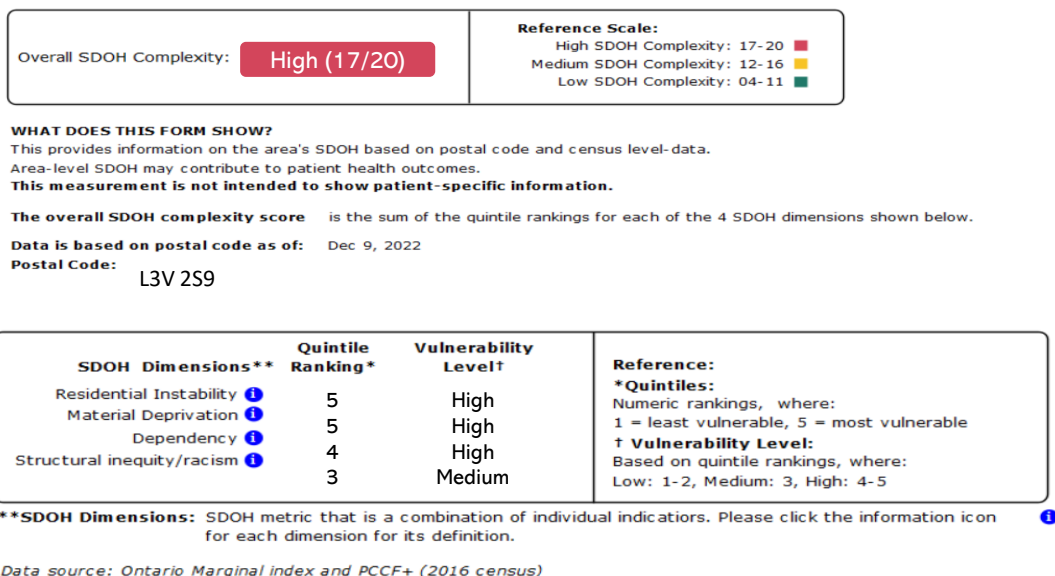 Overall SDOH Complexity: High (17/20)
Reference Scale:
High SDOH Complexity: 17-20
Medium SDOH Complexity: 12-16
Low SDOH Complexity: 04-11
WHAT DOES THIS FORM SHOW?
This provides information on the area's SDOH based on postal code and census level-data.
Area-level SDOH may contribute to patient health outcomes.
This measurement is not intended to show patient-specific information.
The overall SDOH complexity score is the sum of the quintile rankings for each of the 4 SDOH dimensions shown below.
Data is based on postal code as of: Dec 9, 2022
Postal Code: L3V 2S9
SDOH Dimensions** Quintile Ranking* Vulnerability Level†
Residential Instability i 5 High
Material Deprivation i 5 High
Dependency i 4 High
Structural inequity/racism i 3 Medium
Reference:
*Quintiles:
Numeric rankings, where:
1 = least vulnerable, 5 = most vulnerable
† Vulnerability Level:
Based on quintile rankings, where:
Low: 1-2, Medium: 3, High: 4-5
**SDOH Dimensions: SDOH metric that is a combination of individual indicatiors. Please click the information icon i
for each dimension for its definition.
Data source: Ontario Marginal index and PCCF+ (2016 census)